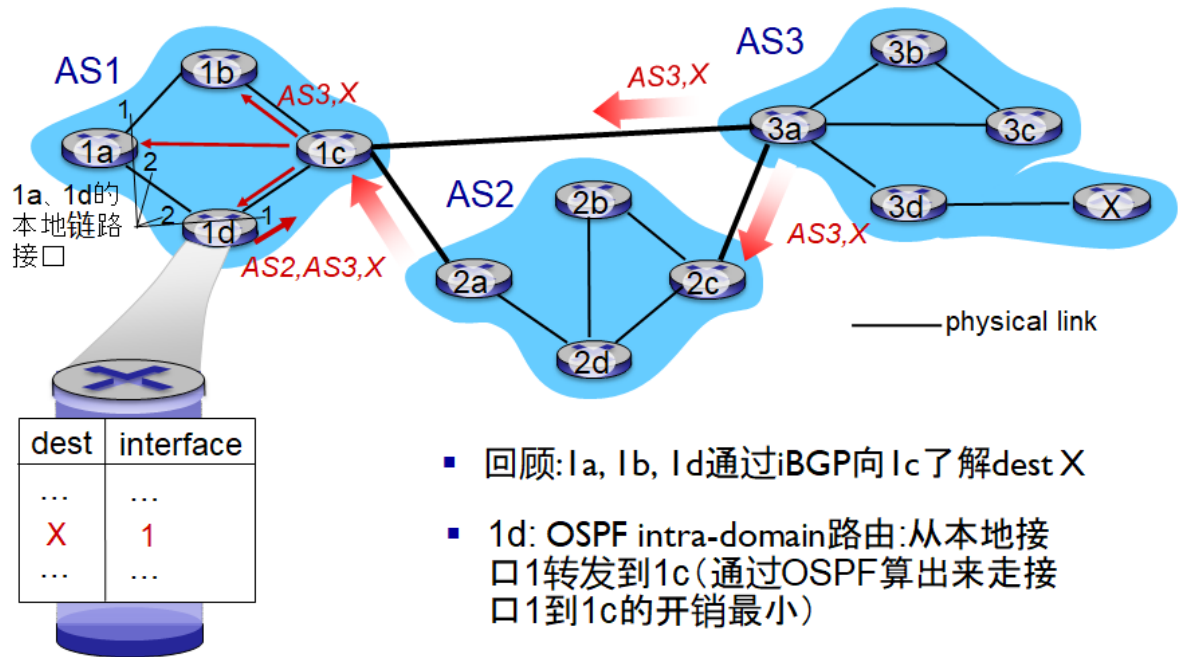 AS1
1b
AS3,X
1
1a
2
1c
1a、1d的
本地链路
接口
2
1
1d
AS2,AS3,X
AS3,X
AS3
3b
3a
3c
3d
X
AS3,X
AS2
2b
2a
2c
2d
physical link
dest interface
... ...
X 1
... ...
▪ 回顾:1a, 1b, 1d通过iBGP向1c了解dest X
▪ 1d: OSPF intra-domain路由:从本地接
口1转发到1c(通过OSPF算出来走接
口1到1c的开销最小)